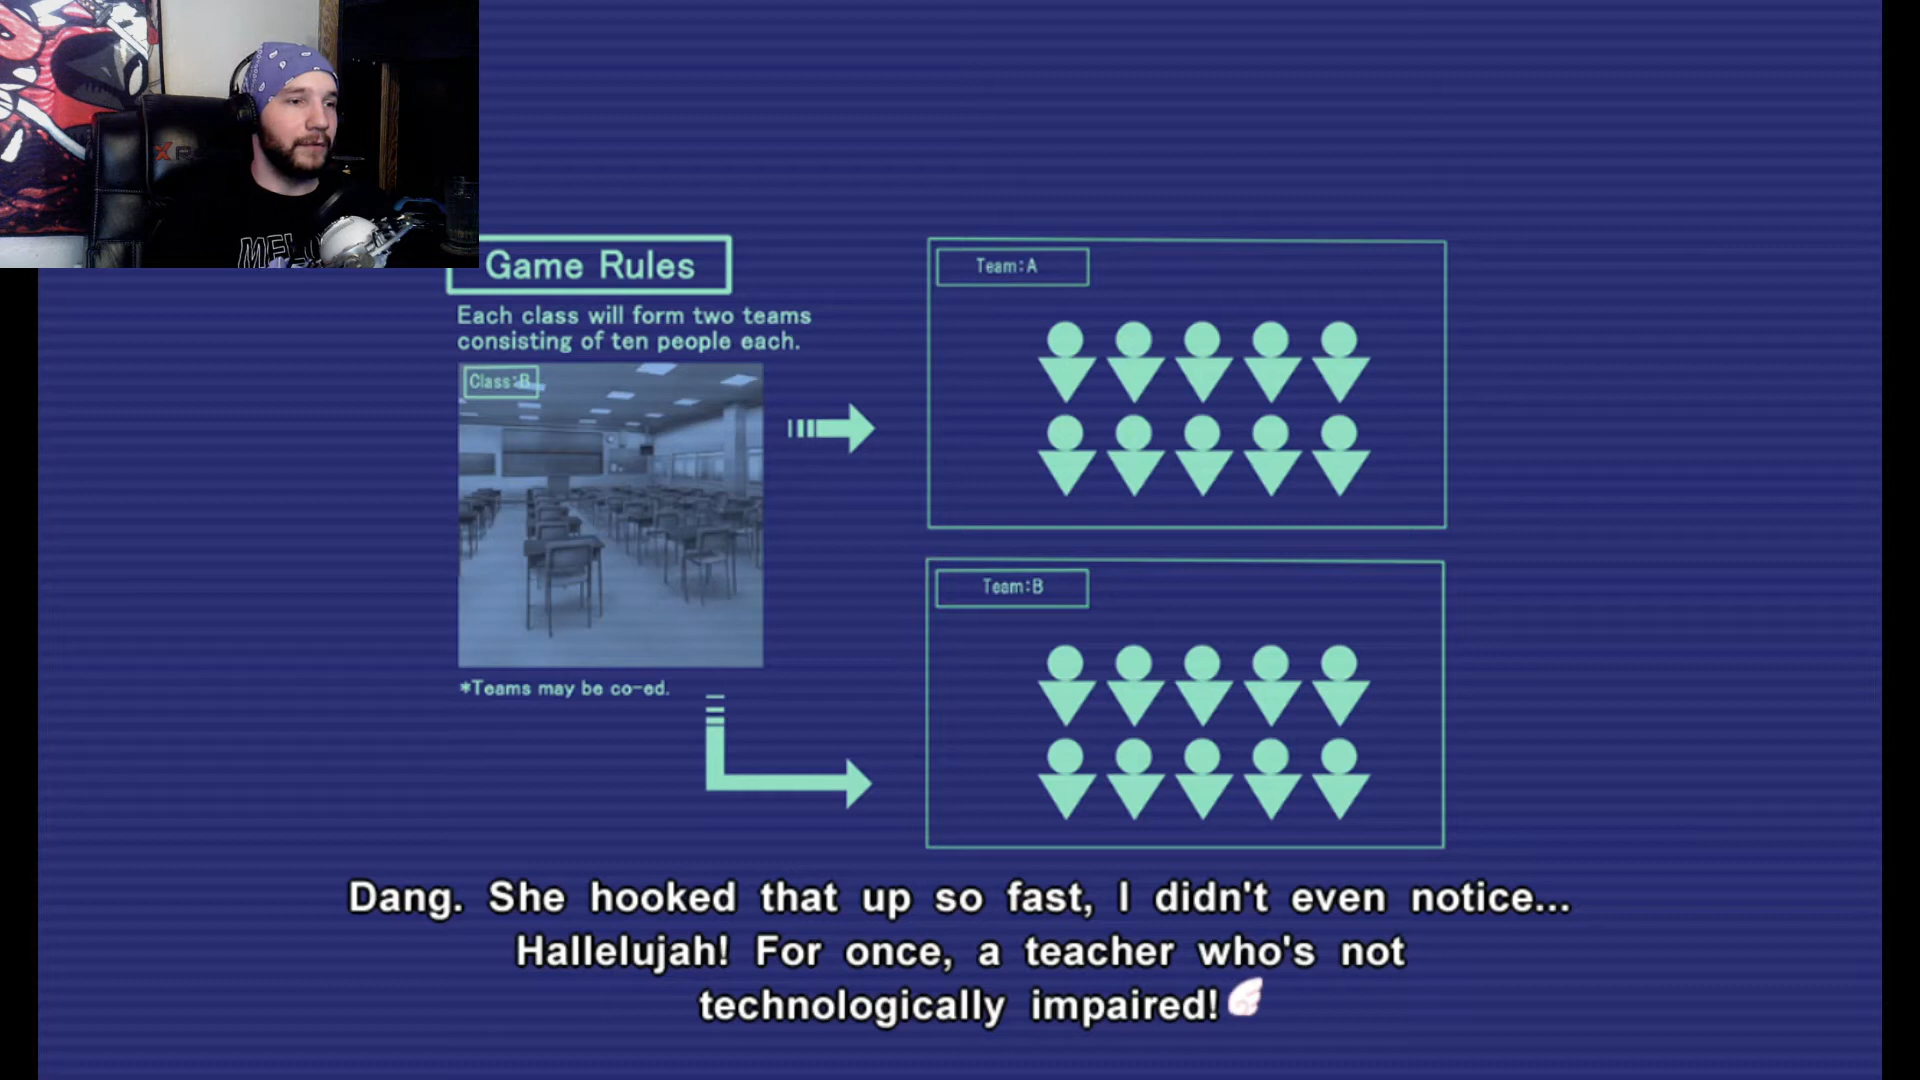 Game Rules
Each class will form two teams
consisting of ten people each.
Class:B
*Teams may be co-ed.
Team:A
Team:B
Dang. She hooked that up so fast, I didn't even notice...
Hallelujah! For once, a teacher who's not
technologically impaired!